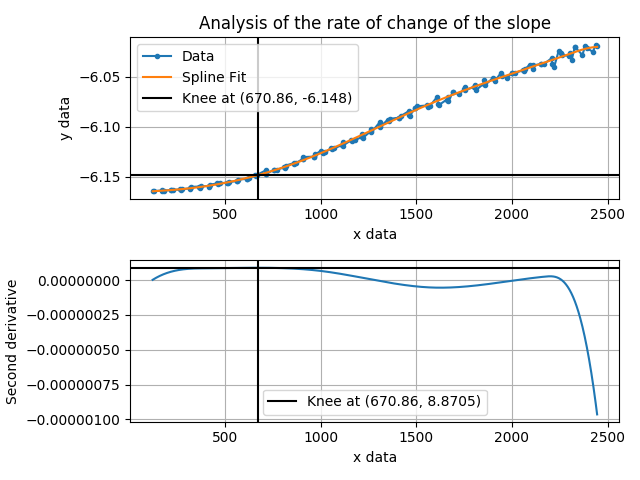 Analysis of the rate of change of the slope
Data
Spline Fit
Knee at (670.86, -6.148)
y data
−6.05
−6.10
−6.15
500 1000 1500 2000 2500
x data
Second derivative
0.00000000
−0.00000025
−0.00000050
−0.00000075
−0.00000100
Knee at (670.86, 8.8705)
500 1000 1500 2000 2500
x data